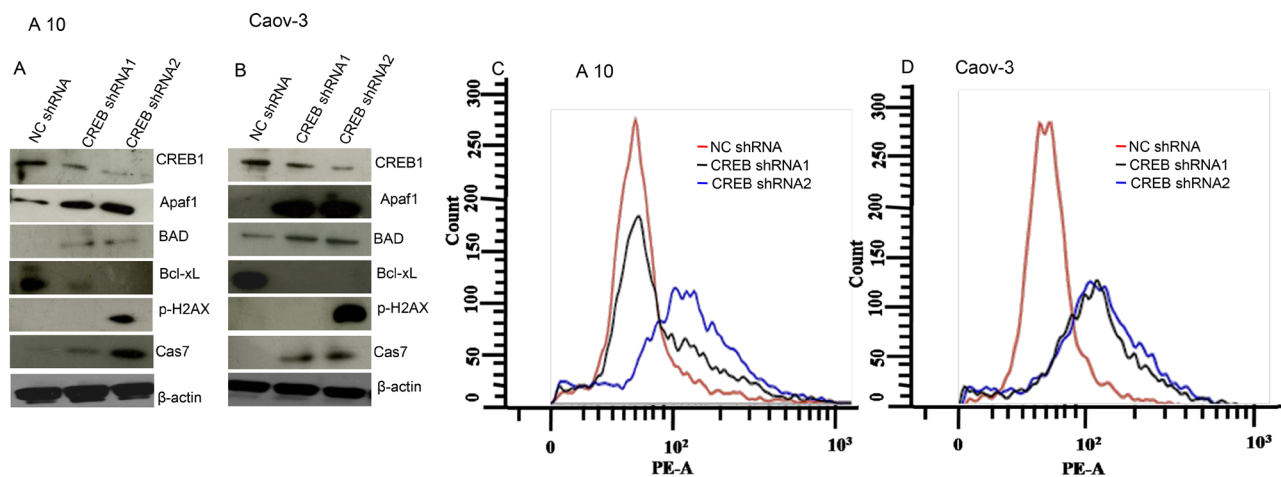 A 10
Caov-3
A
NC shRNA
CREB shRNA1
CREB shRNA2
CREB1
Apaf1
BAD
Bcl-xL
p-H2AX
Cas7
β-actin
B
NC shRNA
CREB shRNA1
CREB shRNA2
CREB1
Apaf1
BAD
Bcl-xL
p-H2AX
Cas7
β-actin
C
A 10
NC shRNA
CREB shRNA1
CREB shRNA2
Count
300
250
200
150
100
50
0
0
10²
10³
PE-A
D
Caov-3
NC shRNA
CREB shRNA1
CREB shRNA2
Count
300
250
200
150
100
50
0
0
10²
10³
PE-A